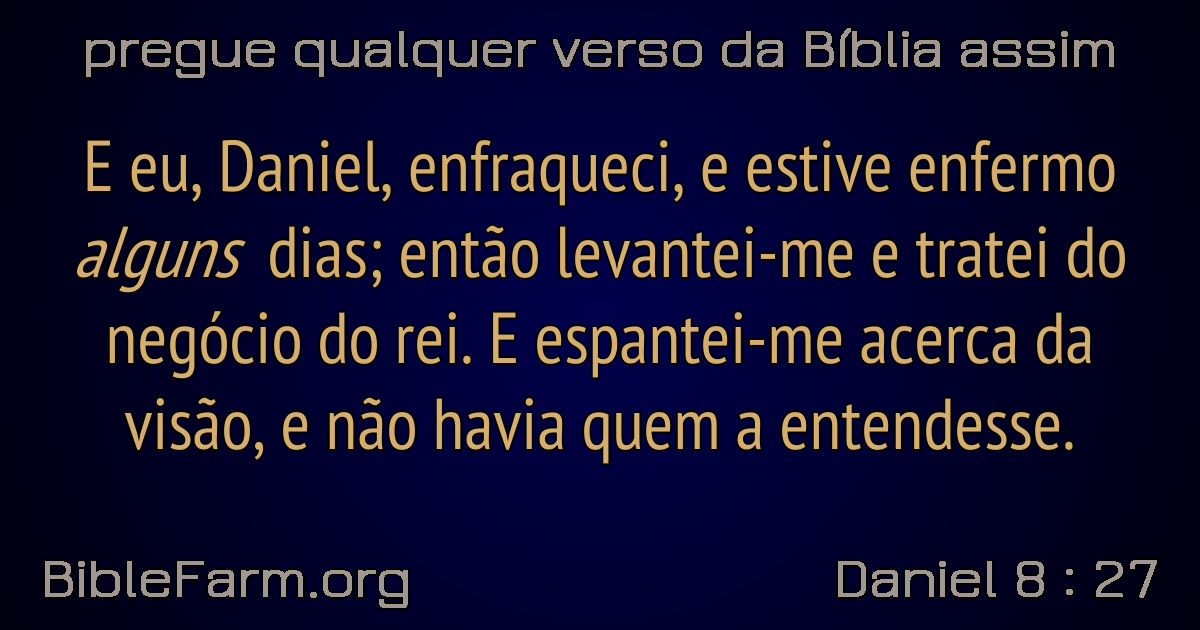 pregue qualquer verso da Bíblia assim
E eu, Daniel, enfraqueci, e estive enfermo
alguns dias; então levantei-me e tratei do
negócio do rei. E espantei-me acerca da
visão, e não havia quem a entendesse.
BibleFarm.org
Daniel 8 : 27